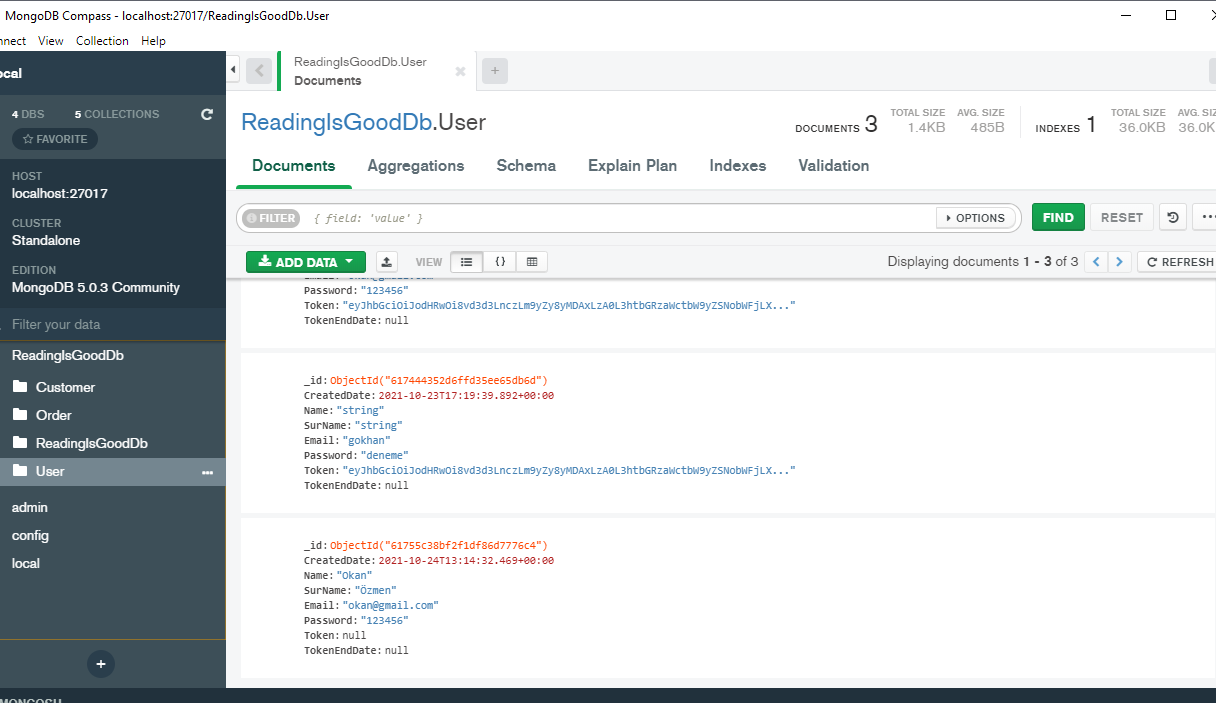 MongoDB Compass - localhost:27017/ReadingIsGoodDb.User
nnect View Collection Help
ocal
4 DBS 5 COLLECTIONS
FAVORITE
HOST
localhost:27017
CLUSTER
Standalone
EDITION
MongoDB 5.0.3 Community
Filter your data
ReadingIsGoodDb
Customer
Order
ReadingIsGoodDb
User
admin
config
local
ReadingIsGoodDb.User
Documents
ReadingIsGoodDb.User
DOCUMENTS 3 TOTAL SIZE 1.4KB AVG. SIZE 485B INDEXES 1 TOTAL SIZE 36.0KB AVG. SIZ 36.0K
Documents Aggregations Schema Explain Plan Indexes Validation
FILTER { field: 'value' } OPTIONS FIND RESET
ADD DATA VIEW {} Displaying documents 1 - 3 of 3 REFRESH
Password: "123456"
Token: "eyJhbGciOiJodHRwOi8vd3d3LnczLm9yZy8yMDAxLzA0L3htbGRzaWctbW9yZSNobWFjLX..."
TokenEndDate: null
_id: ObjectId("617444352d6ffd35ee65db6d")
CreatedDate: 2021-10-23T17:19:39.892+00:00
Name: "string"
SurName: "string"
Email: "gokhan"
Password: "deneme"
Token: "eyJhbGciOiJodHRwOi8vd3d3LnczLm9yZy8yMDAxLzA0L3htbGRzaWctbW9yZSNobWFjLX..."
TokenEndDate: null
_id: ObjectId("61755c38bf2f1df86d7776c4")
CreatedDate: 2021-10-24T13:14:32.469+00:00
Name: "Okan"
SurName: "Özmen"
Email: "okan@gmail.com"
Password: "123456"
Token: null
TokenEndDate: null
MONGOSH